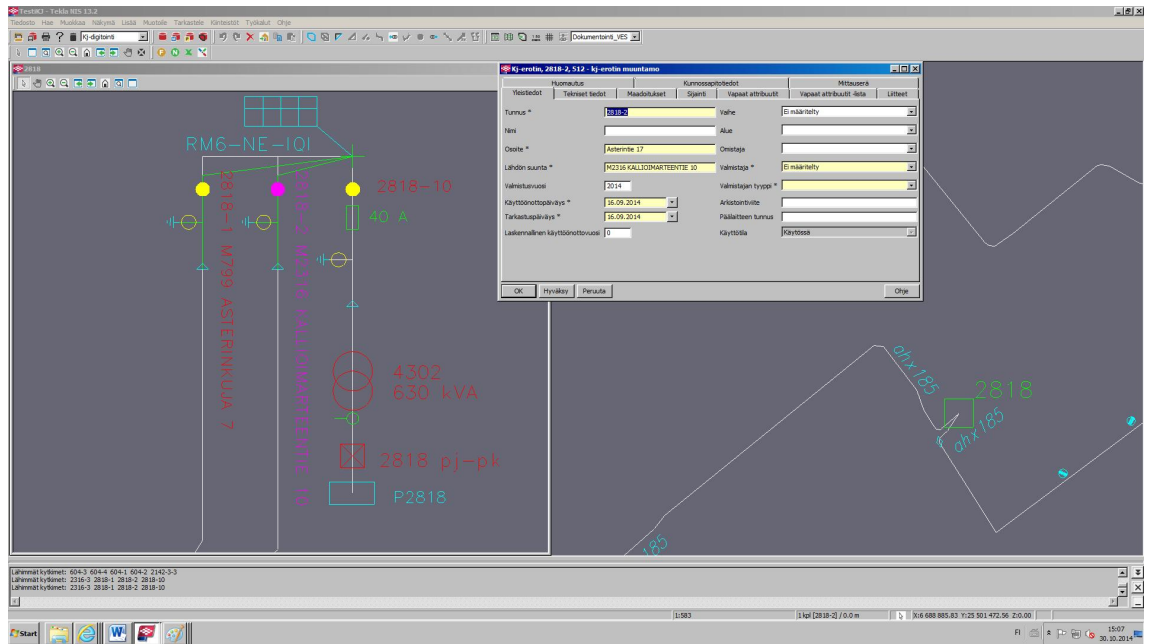 TestKJ - Tekla NIS 13.2
Tiedosto Hae Muokkaa Näkymä Lisää Muotoile Tarkastele Kiinteistöt Työkalut Ohje
Kj-digitointi
Dokumentointi_VES
2818
RM6-NE-IQI
2818-10
40 A
2818-1 M799 ASTERINKUJA 7
4302
630 kVA
2818 pj-pk
P2818
Kj-erotin, 2818-2, 512 - kj-erotin muuntamo
Huomautus Kunnossapitotiedot Mittauserä
Yleistiedot Tekniset tiedot Maadoitukset Sijainti Vapaat attribuutit Vapaat attribuutit -lista Liitteet
Tunnus * 2818-2 Vaihe Ei määritelty
Nimi Alue
Osoite * Asterintie 17 Omistaja
Lähdön suunta * M2316 KALLIOIMARTEENTIE 10 Valmistaja * Ei määritelty
Valmistusvuosi 2014 Valmistajan tyyppi *
Käyttöönottopäiväys * 16.09.2014 Arkistointiviite
Tarkastuspäiväys * 16.09.2014 Päälaitteen tunnus
Laskennallinen käyttöönottovuosi 0 Käyttötila Käytössä
OK Hyväksy Peruuta Ohje
ahx185
2818
ahx185
185
Lähimmät kytkimet: 604-3 604-4 604-1 604-2 2142-3-3
Lähimmät kytkimet: 2316-3 2818-1 2818-2 2818-10
Lähimmät kytkimet: 2316-3 2818-1 2818-2 2818-10
1:583 1 kpl [2818-2] / 0.0 m X:6 688 885.83 Y:25 501 472.56 Z:0.00
Start FI 15:07
30.10.2014